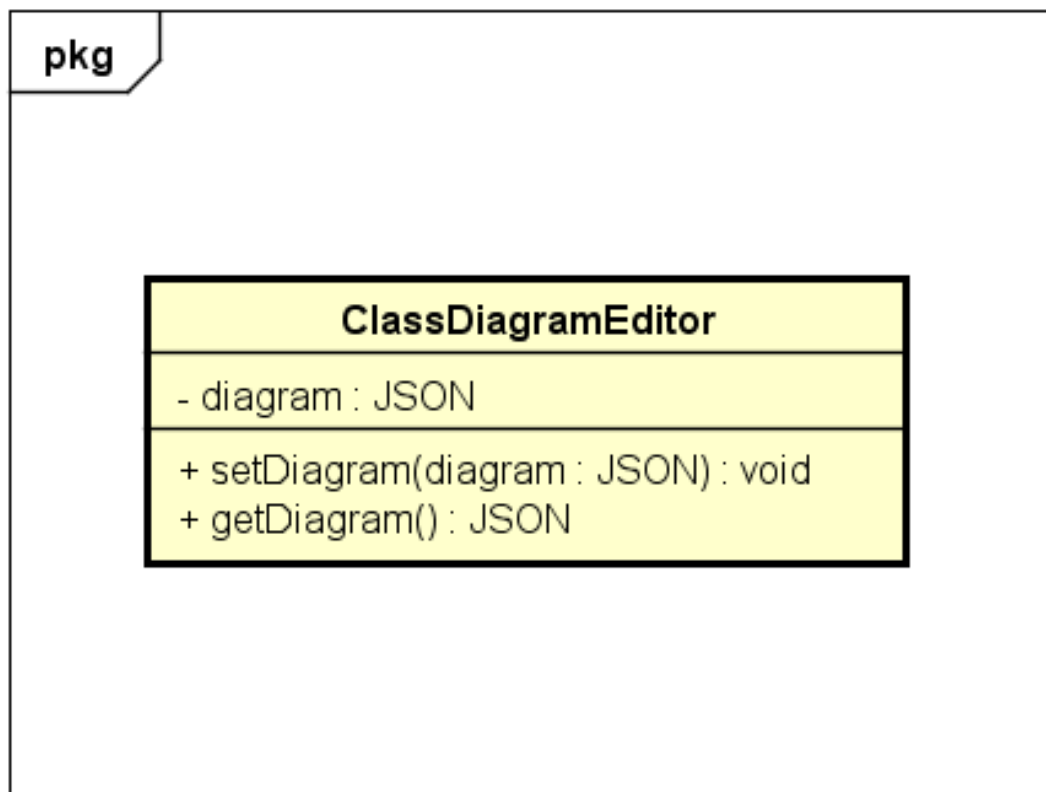 pkg
ClassDiagramEditor
- diagram : JSON
+ setDiagram(diagram : JSON) : void
+ getDiagram() : JSON